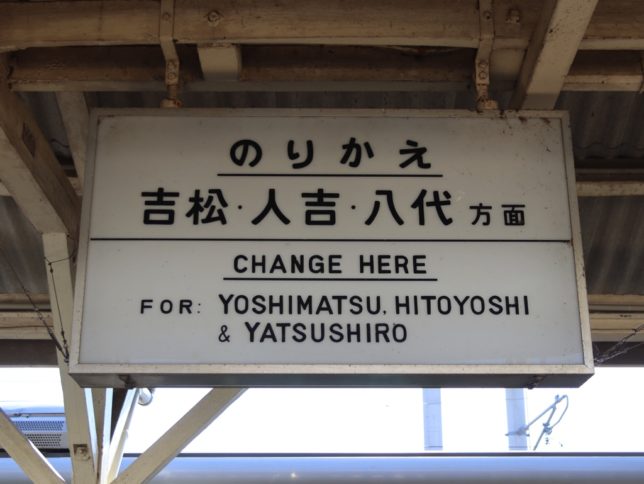 のりかえ
吉松・人吉・八代 方面
CHANGE HERE
FOR: YOSHIMATSU, HITOYOSHI
& YATSUSHIRO